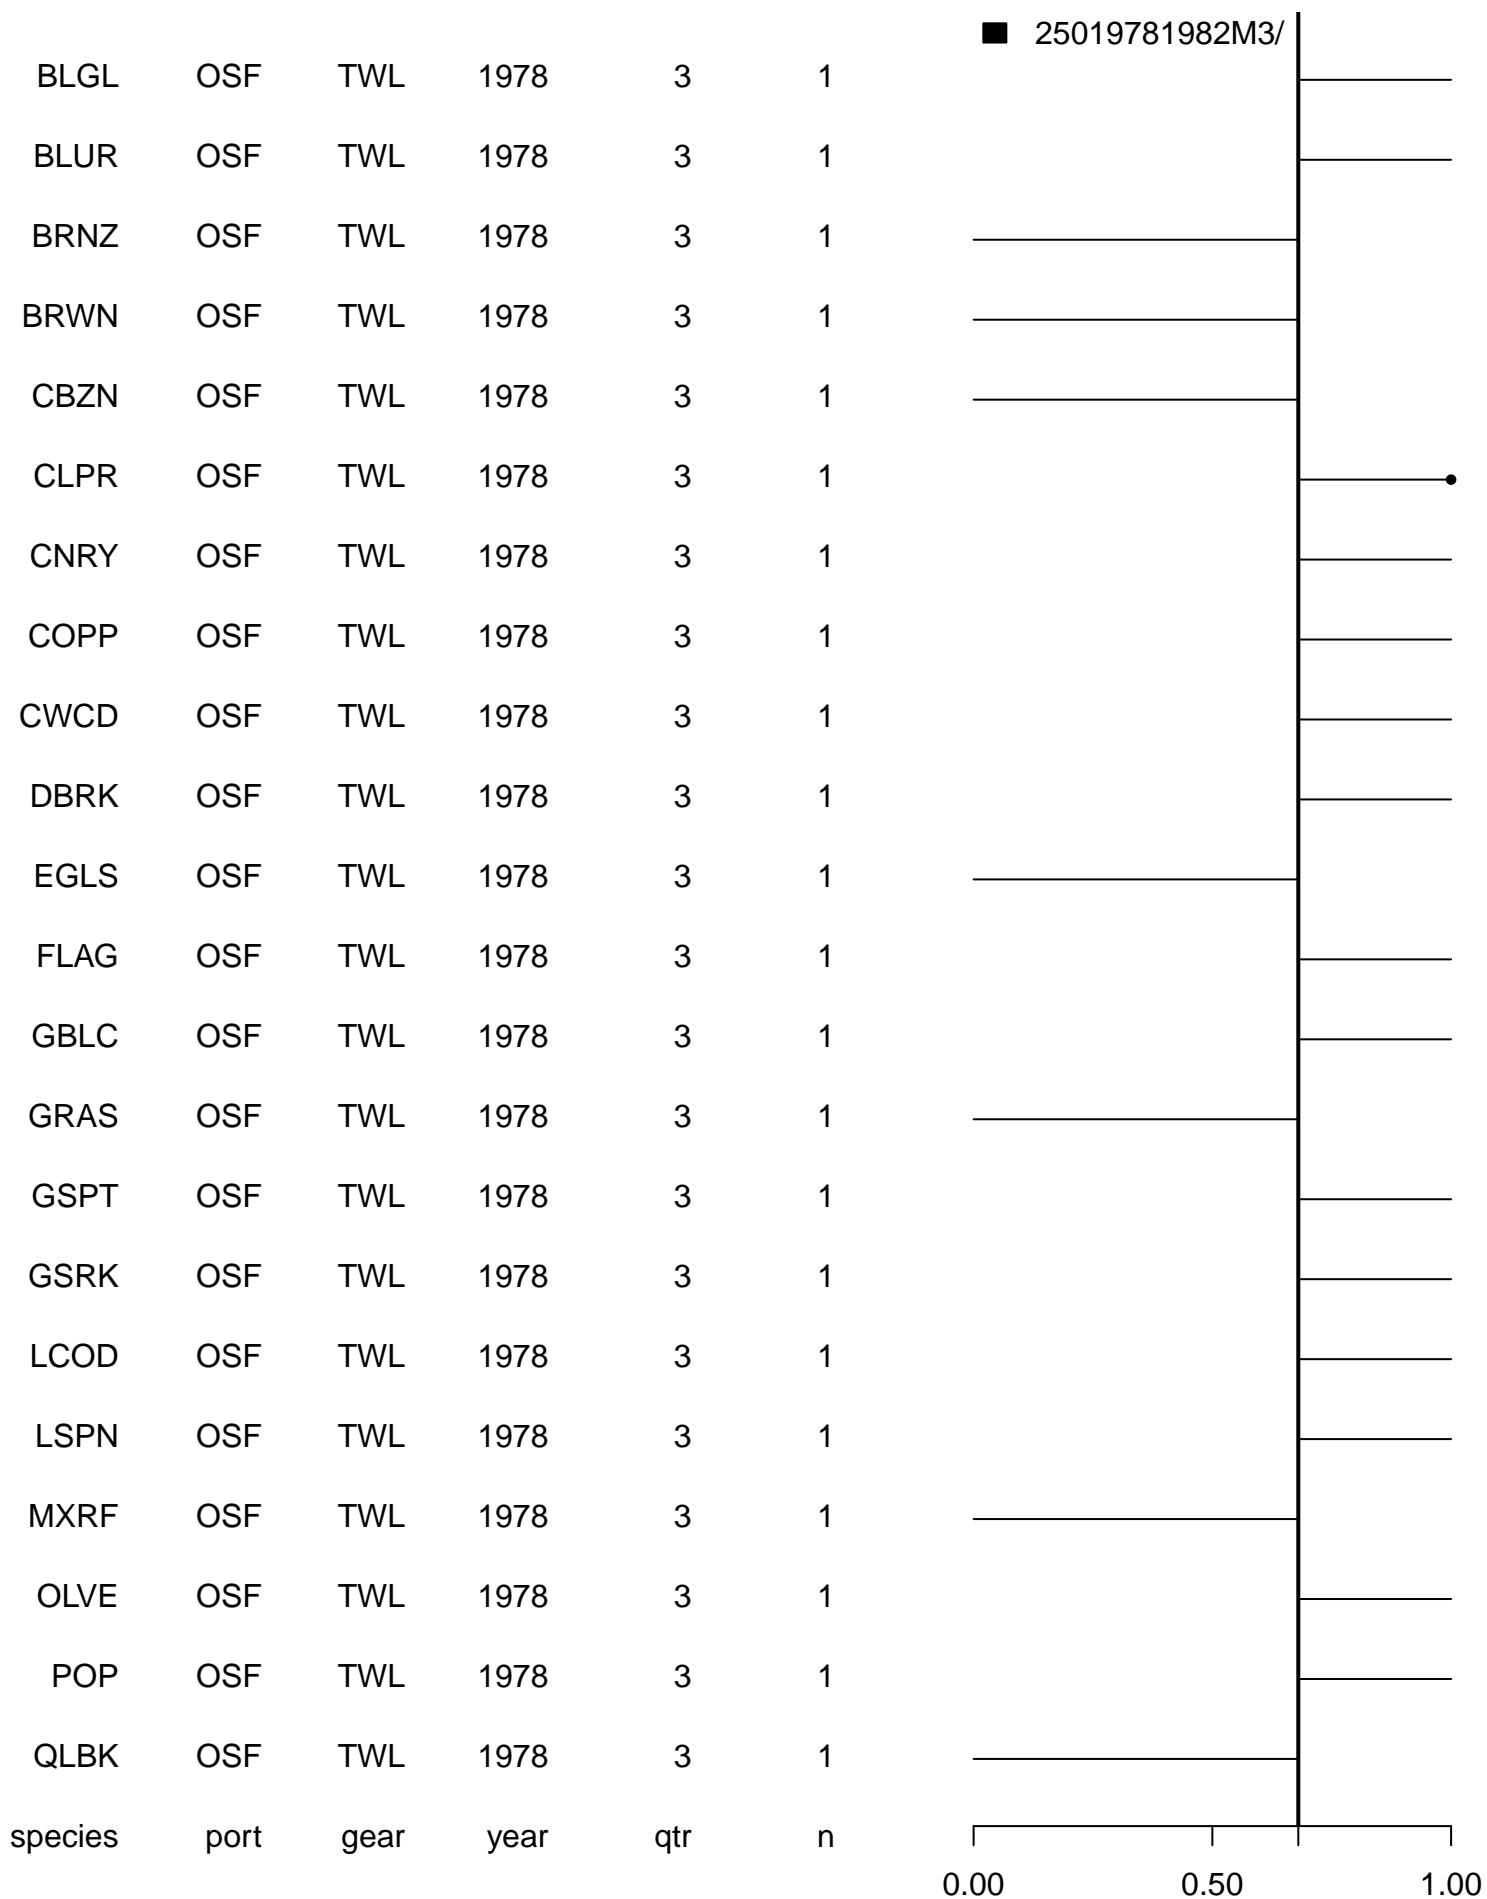 25019781982M3/
BLGL OSF TWL 1978 3 1
BLUR OSF TWL 1978 3 1
BRNZ OSF TWL 1978 3 1
BRWN OSF TWL 1978 3 1
CBZN OSF TWL 1978 3 1
CLPR OSF TWL 1978 3 1
CNRY OSF TWL 1978 3 1
COPP OSF TWL 1978 3 1
CWCD OSF TWL 1978 3 1
DBRK OSF TWL 1978 3 1
EGLS OSF TWL 1978 3 1
FLAG OSF TWL 1978 3 1
GBLC OSF TWL 1978 3 1
GRAS OSF TWL 1978 3 1
GSPT OSF TWL 1978 3 1
GSRK OSF TWL 1978 3 1
LCOD OSF TWL 1978 3 1
LSPN OSF TWL 1978 3 1
MXRF OSF TWL 1978 3 1
OLVE OSF TWL 1978 3 1
POP OSF TWL 1978 3 1
QLBK OSF TWL 1978 3 1
species port gear year qtr n
0.00 0.50 1.00